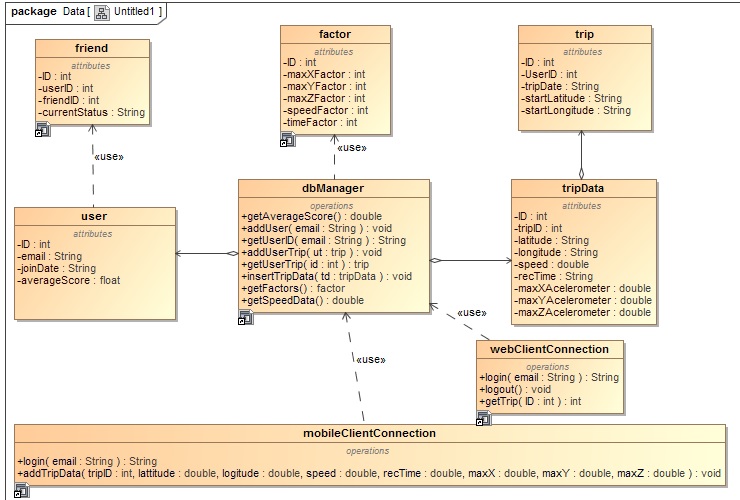 package Data [ Untitled1 ]
friend
attributes
-ID : int
-userID : int
-friendID : int
-currentStatus : String
factor
attributes
-ID : int
-maxXFactor : int
-maxYFactor : int
-maxZFactor : int
-speedFactor : int
-timeFactor : int
trip
attributes
-ID : int
-UserID : int
-tripDate : String
-startLatitude : String
-startLongitude : String
«use»
«use»
user
attributes
-ID : int
-email : String
-joinDate : String
-averageScore : float
dbManager
operations
+getAverageScore() : double
+addUser( email : String ) : void
+getUserID( email : String ) : String
+addUserTrip( ut : trip ) : void
+getUserTrip( id : int ) : trip
+insertTripData( td : tripData ) : void
+getFactors() : factor
+getSpeedData() : double
tripData
attributes
-ID : int
-tripID : int
-latitude : String
-longitude : String
-speed : double
-recTime : String
-maxXAcelerometer : double
-maxYAcelerometer : double
-maxZAcelerometer : double
«use»
«use»
webClientConnection
operations
+login( email : String ) : String
+logout() : void
+getTrip( ID : int ) : int
mobileClientConnection
operations
+login( email : String ) : String
+addTripData( tripID : int, lattitude : double, logitude : double, speed : double, recTime : double, maxX : double, maxY : double, maxZ : double ) : void